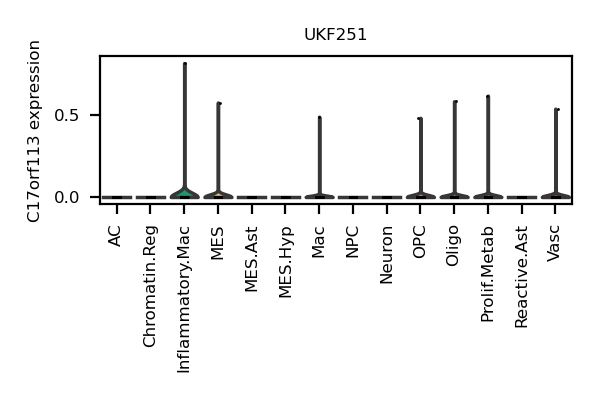 UKF251
C17orf113 expression
0.5
0.0
AC
Chromatin.Reg
Inflammatory.Mac
MES
MES.Ast
MES.Hyp
Mac
NPC
Neuron
OPC
Oligo
Prolif.Metab
Reactive.Ast
Vasc